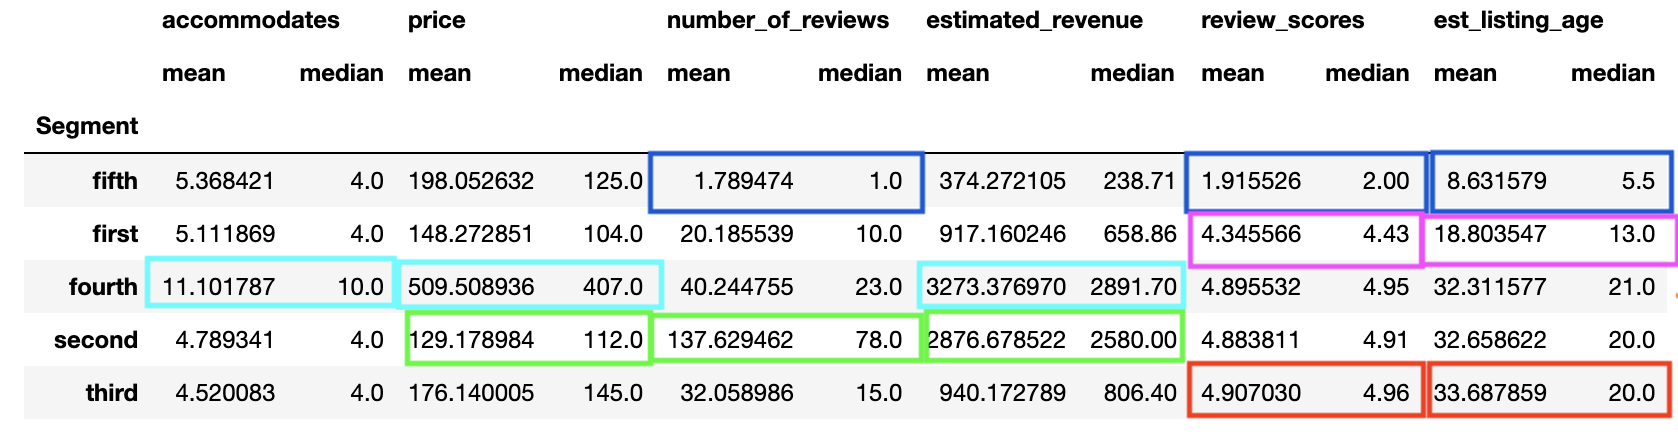 accommodates price number_of_reviews estimated_revenue review_scores est_listing_age
mean median mean median mean median mean median mean median mean median
Segment
fifth 5.368421 4.0 198.052632 125.0 1.789474 1.0 374.272105 238.71 1.915526 2.00 8.631579 5.5
first 5.111869 4.0 148.272851 104.0 20.185539 10.0 917.160246 658.86 4.345566 4.43 18.803547 13.0
fourth 11.101787 10.0 509.508936 407.0 40.244755 23.0 3273.376970 2891.70 4.895532 4.95 32.311577 21.0
second 4.789341 4.0 129.178984 112.0 137.629462 78.0 2876.678522 2580.00 4.883811 4.91 32.658622 20.0
third 4.520083 4.0 176.140005 145.0 32.058986 15.0 940.172789 806.40 4.907030 4.96 33.687859 20.0